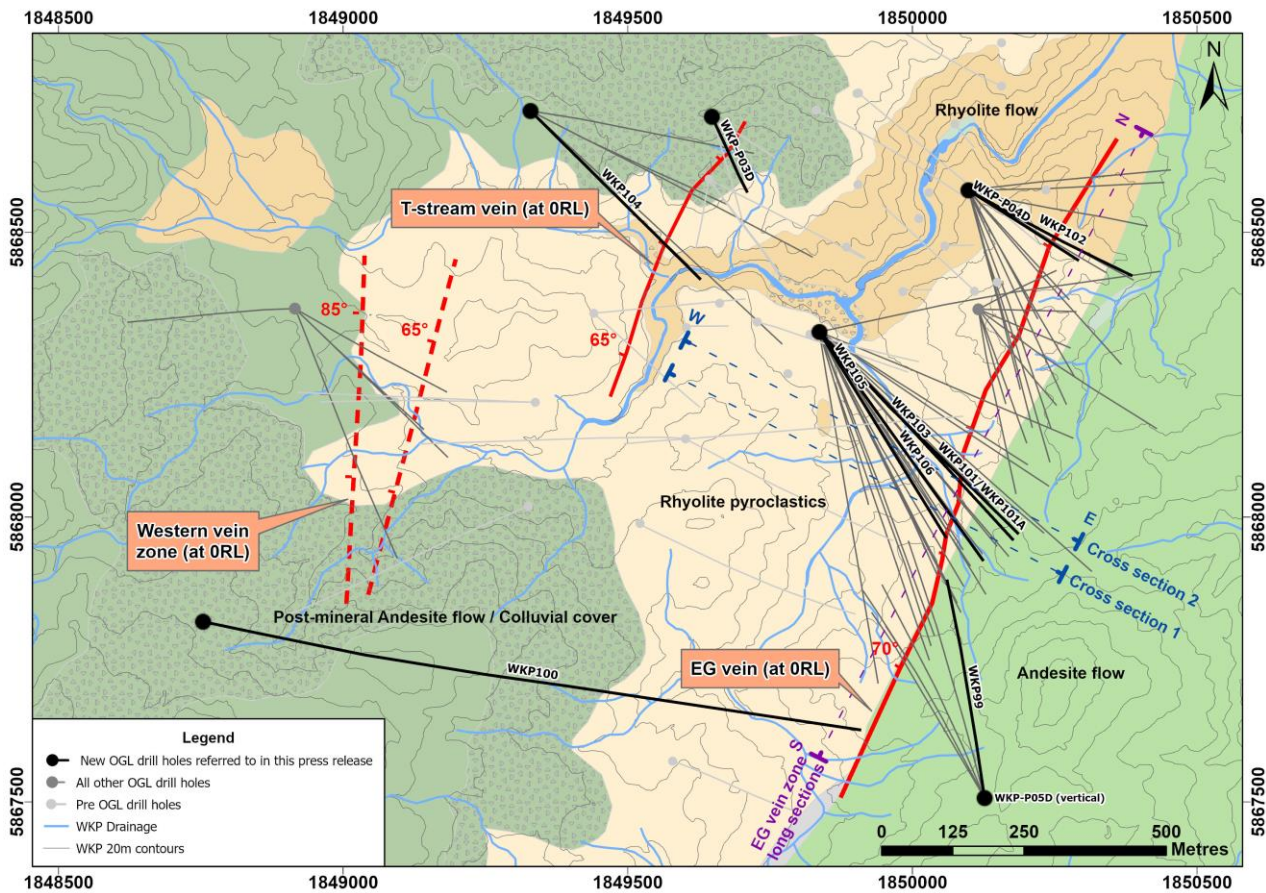 1848500
1849000
1849500
1850000
1850500
N
Rhyolite flow
N
WKP-P03D
WKP104
T-stream vein (at 0RL)
WKP-P04D
WKP102
5868500
5868500
85°
65°
65°
W
WKP105
WKP103
WKP101/WKP101A
WKP106
Rhyolite pyroclastics
5868000
5868000
Western vein
zone (at 0RL)
E
Cross section 2
Cross section 1
Post-mineral Andesite flow / Colluvial cover
70°
EG vein (at 0RL)
Andesite flow
WKP100
WKP99
S
EG vein zone
long sections
WKP-P05D (vertical)
5867500
5867500
Legend
New OGL drill holes referred to in this press release
All other OGL drill holes
Pre OGL drill holes
WKP Drainage
WKP 20m contours
0 125 250 500
Metres
1848500
1849000
1849500
1850000
1850500